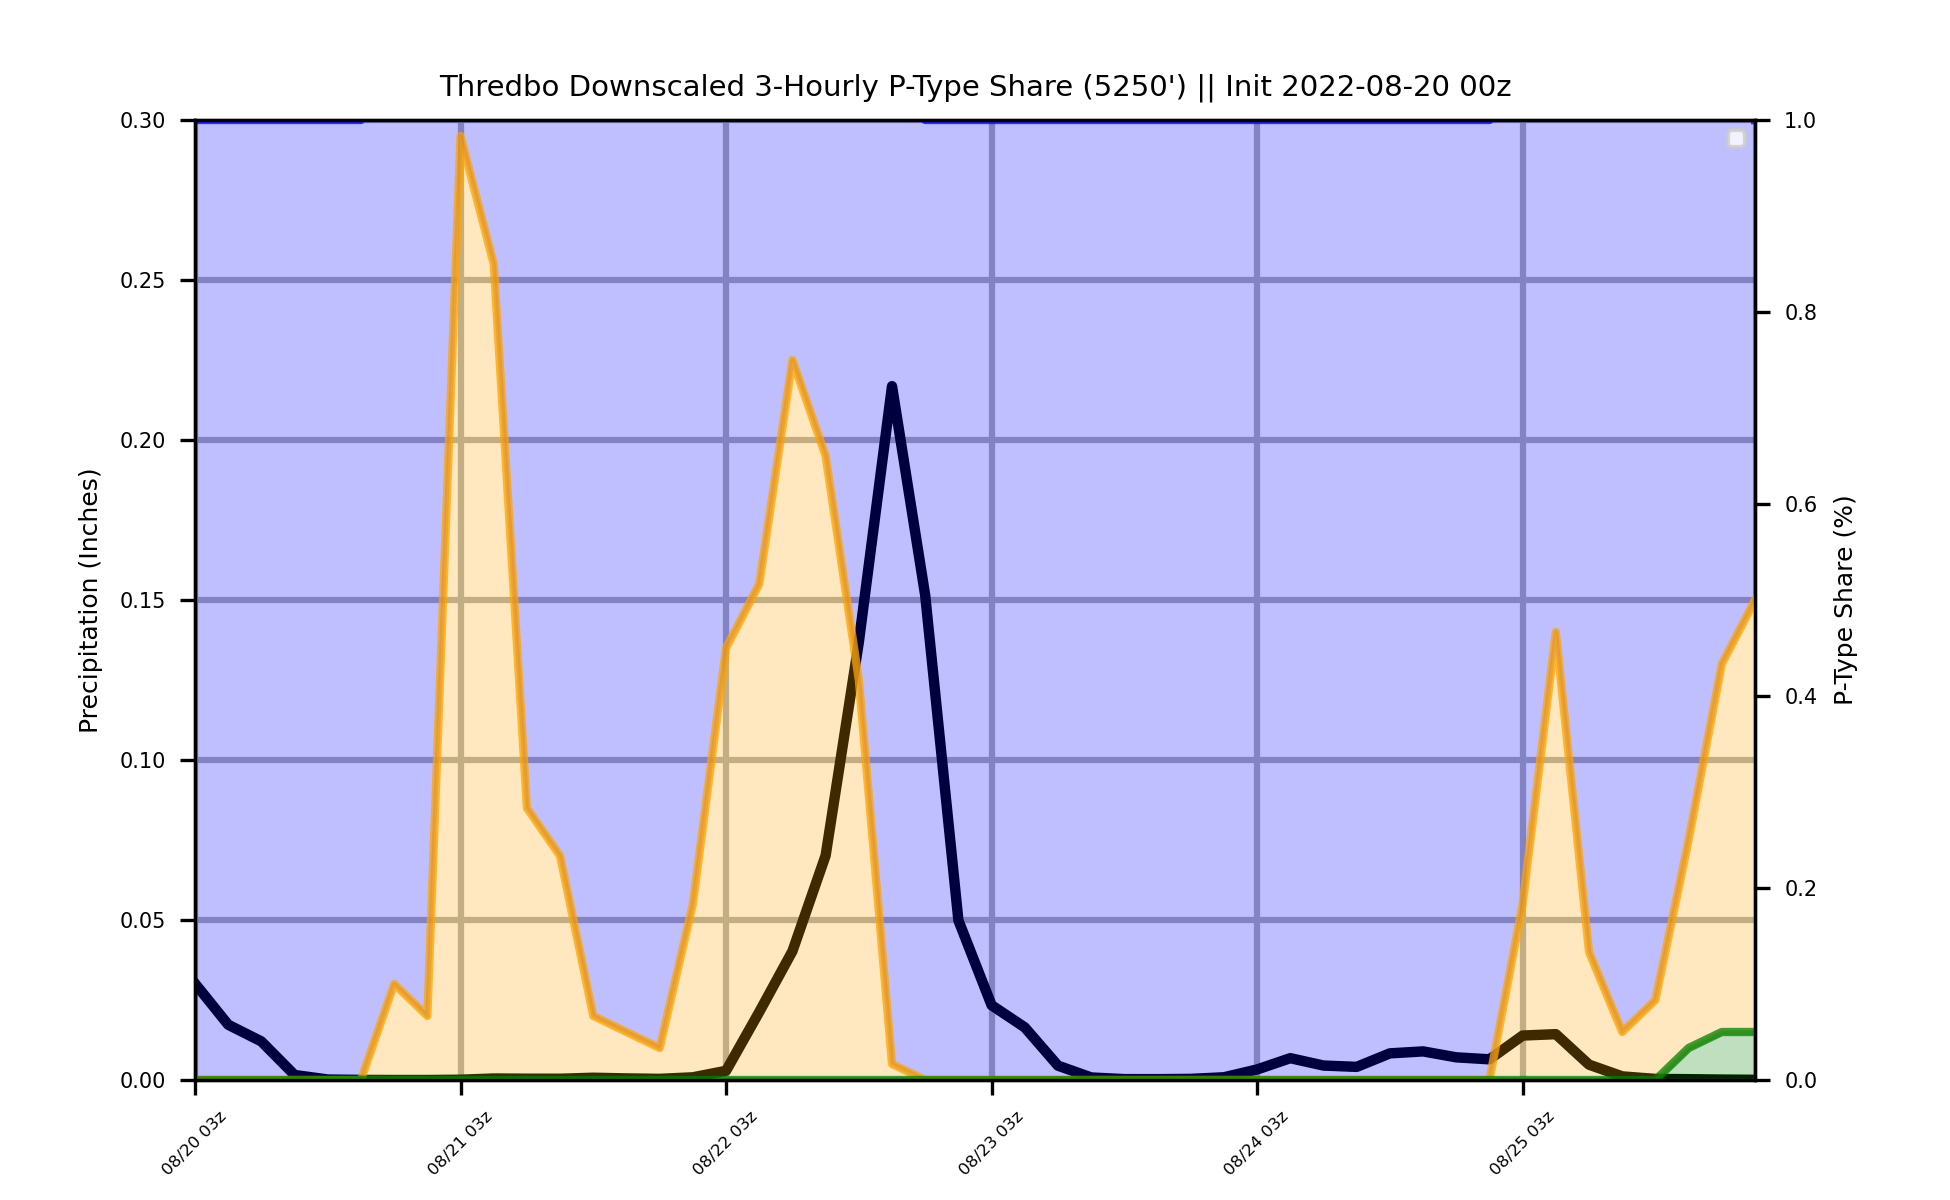 Thredbo Downscaled 3-Hourly P-Type Share (5250') || Init 2022-08-20 00z
0.30
0.25
0.20
0.15
0.10
0.05
0.00
Precipitation (Inches)
1.0
0.8
0.6
0.4
0.2
0.0
P-Type Share (%)
08/20 03z
08/21 03z
08/22 03z
08/23 03z
08/24 03z
08/25 03z